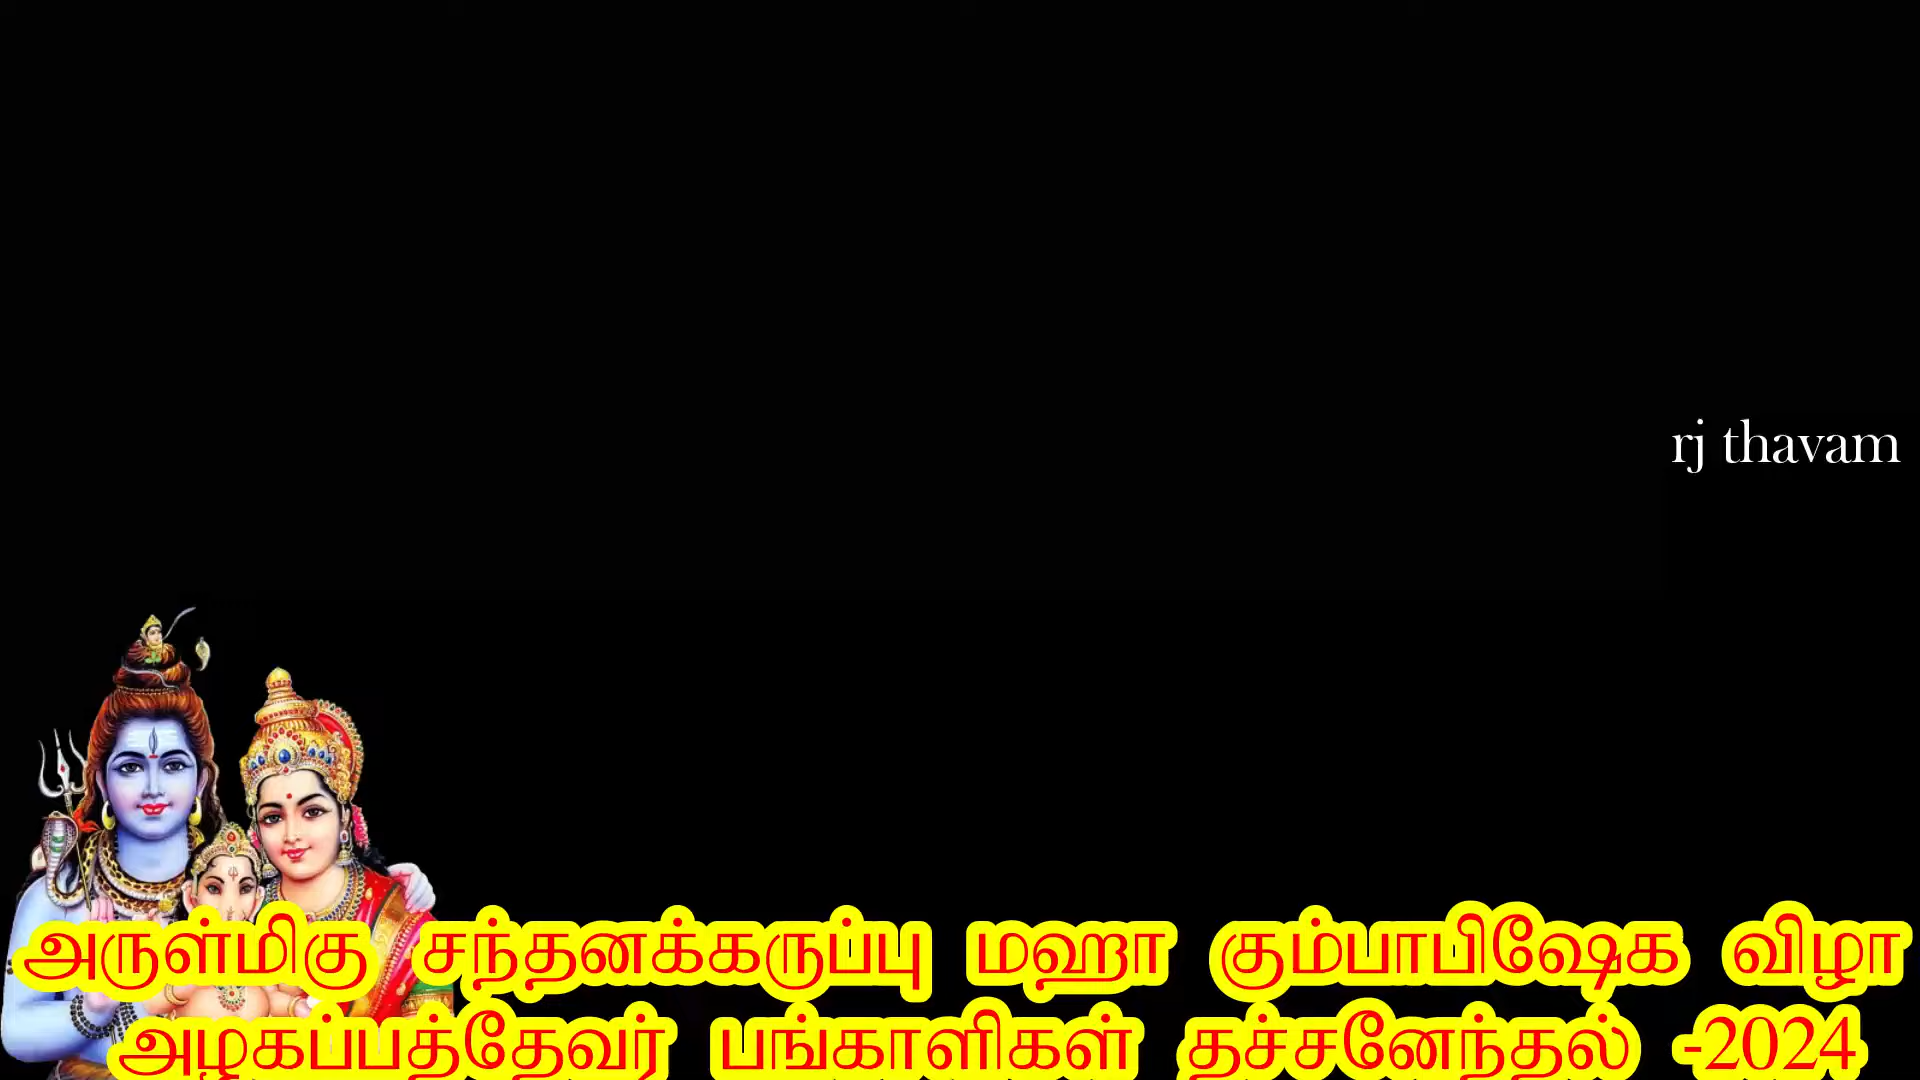 rj thavam
அருள்மிகு சந்தனக்கருப்பு மஹா கும்பாபிஷேக விழா
அழகப்பத்தேவர் பங்காளிகள் தச்சனேந்தல் -2024